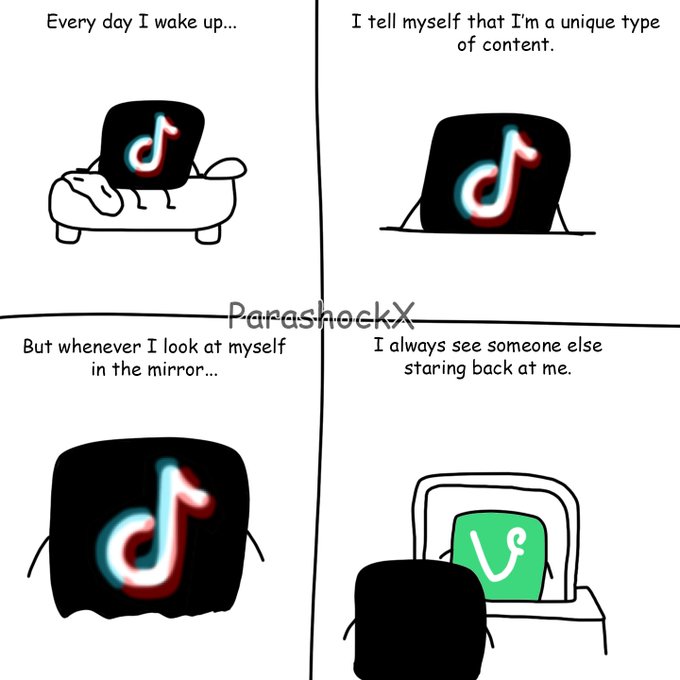 Every day I wake up...
I tell myself that I'm a unique type
of content.
ParashockX
But whenever I look at myself
in the mirror...
I always see someone else
staring back at me.